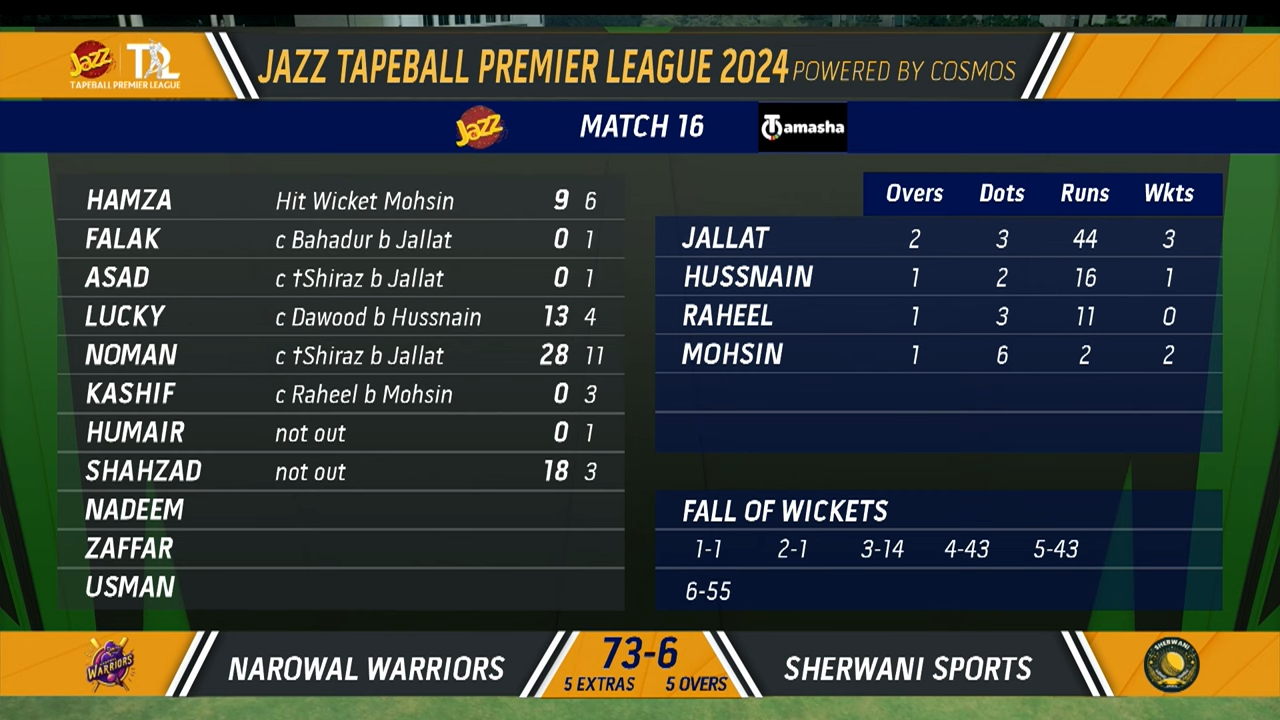 Jazz TPL TAPEBALL PREMIER LEAGUE
JAZZ TAPEBALL PREMIER LEAGUE 2024 POWERED BY COSMOS
Jazz MATCH 16 Tamasha
HAMZA Hit Wicket Mohsin 9 6
FALAK c Bahadur b Jallat 0 1
ASAD c †Shiraz b Jallat 0 1
LUCKY c Dawood b Hussnain 13 4
NOMAN c †Shiraz b Jallat 28 11
KASHIF c Raheel b Mohsin 0 3
HUMAIR not out 0 1
SHAHZAD not out 18 3
NADEEM
ZAFFAR
USMAN
Overs Dots Runs Wkts
JALLAT 2 3 44 3
HUSSNAIN 1 2 16 1
RAHEEL 1 3 11 0
MOHSIN 1 6 2 2
FALL OF WICKETS
1-1 2-1 3-14 4-43 5-43
6-55
WARRIORS NAROWAL WARRIORS 73-6 SHERWANI SPORTS SHERWANI
5 EXTRAS 5 OVERS